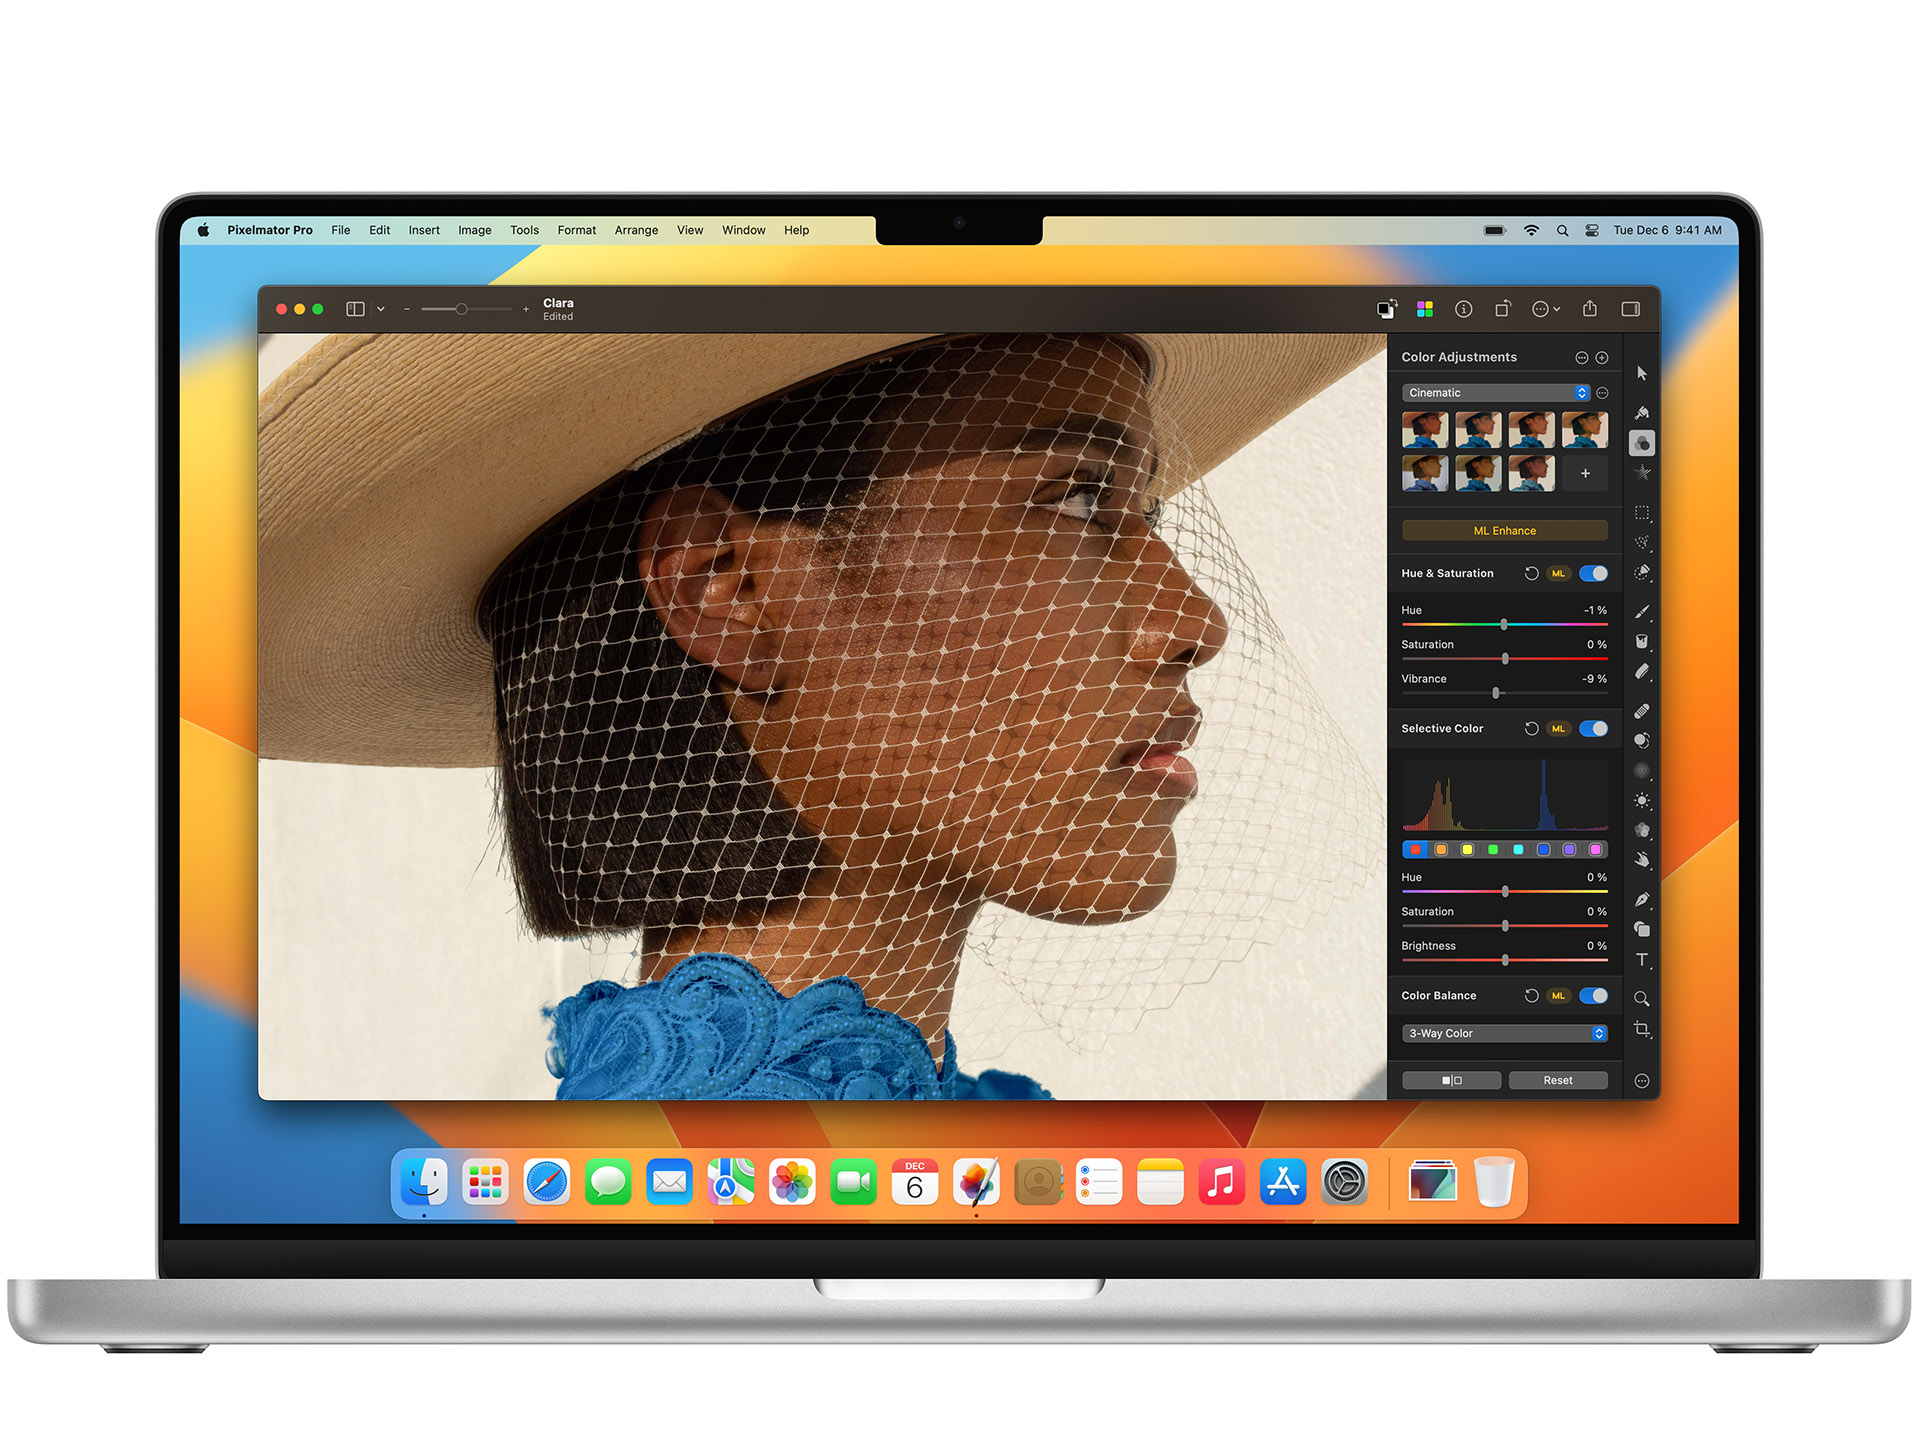 Pixelmator Pro File Edit Insert Image Tools Format Arrange View Window Help Tue Dec 6 9:41 AM
Clara
Edited
Color Adjustments
Cinematic
ML Enhance
Hue & Saturation ML
Hue -1 %
Saturation 0 %
Vibrance -9 %
Selective Color ML
Hue 0 %
Saturation 0 %
Brightness 0 %
Color Balance ML
3-Way Color
Reset
DEC
6